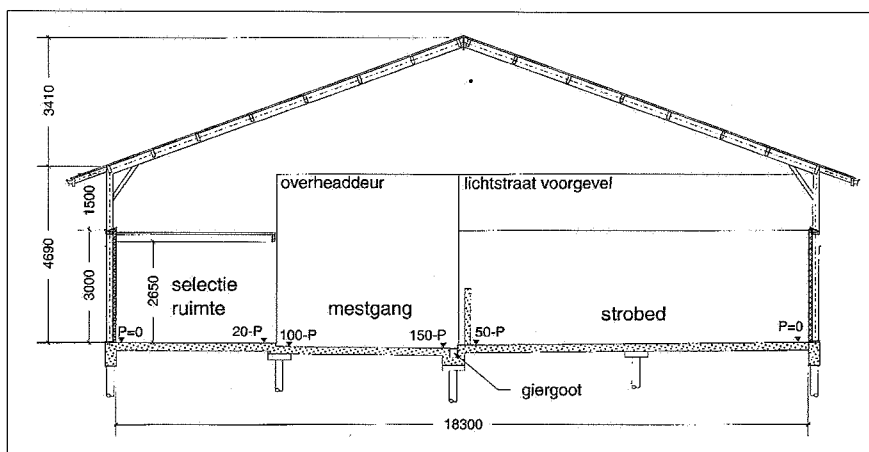 3410
overheaddeur
lichtstraat voorgevel
1500
4690
3000
2650
selectie
ruimte
mestgang
strobed
P=0
20-P
100-P
150-P
50-P
P=0
giergoot
18300